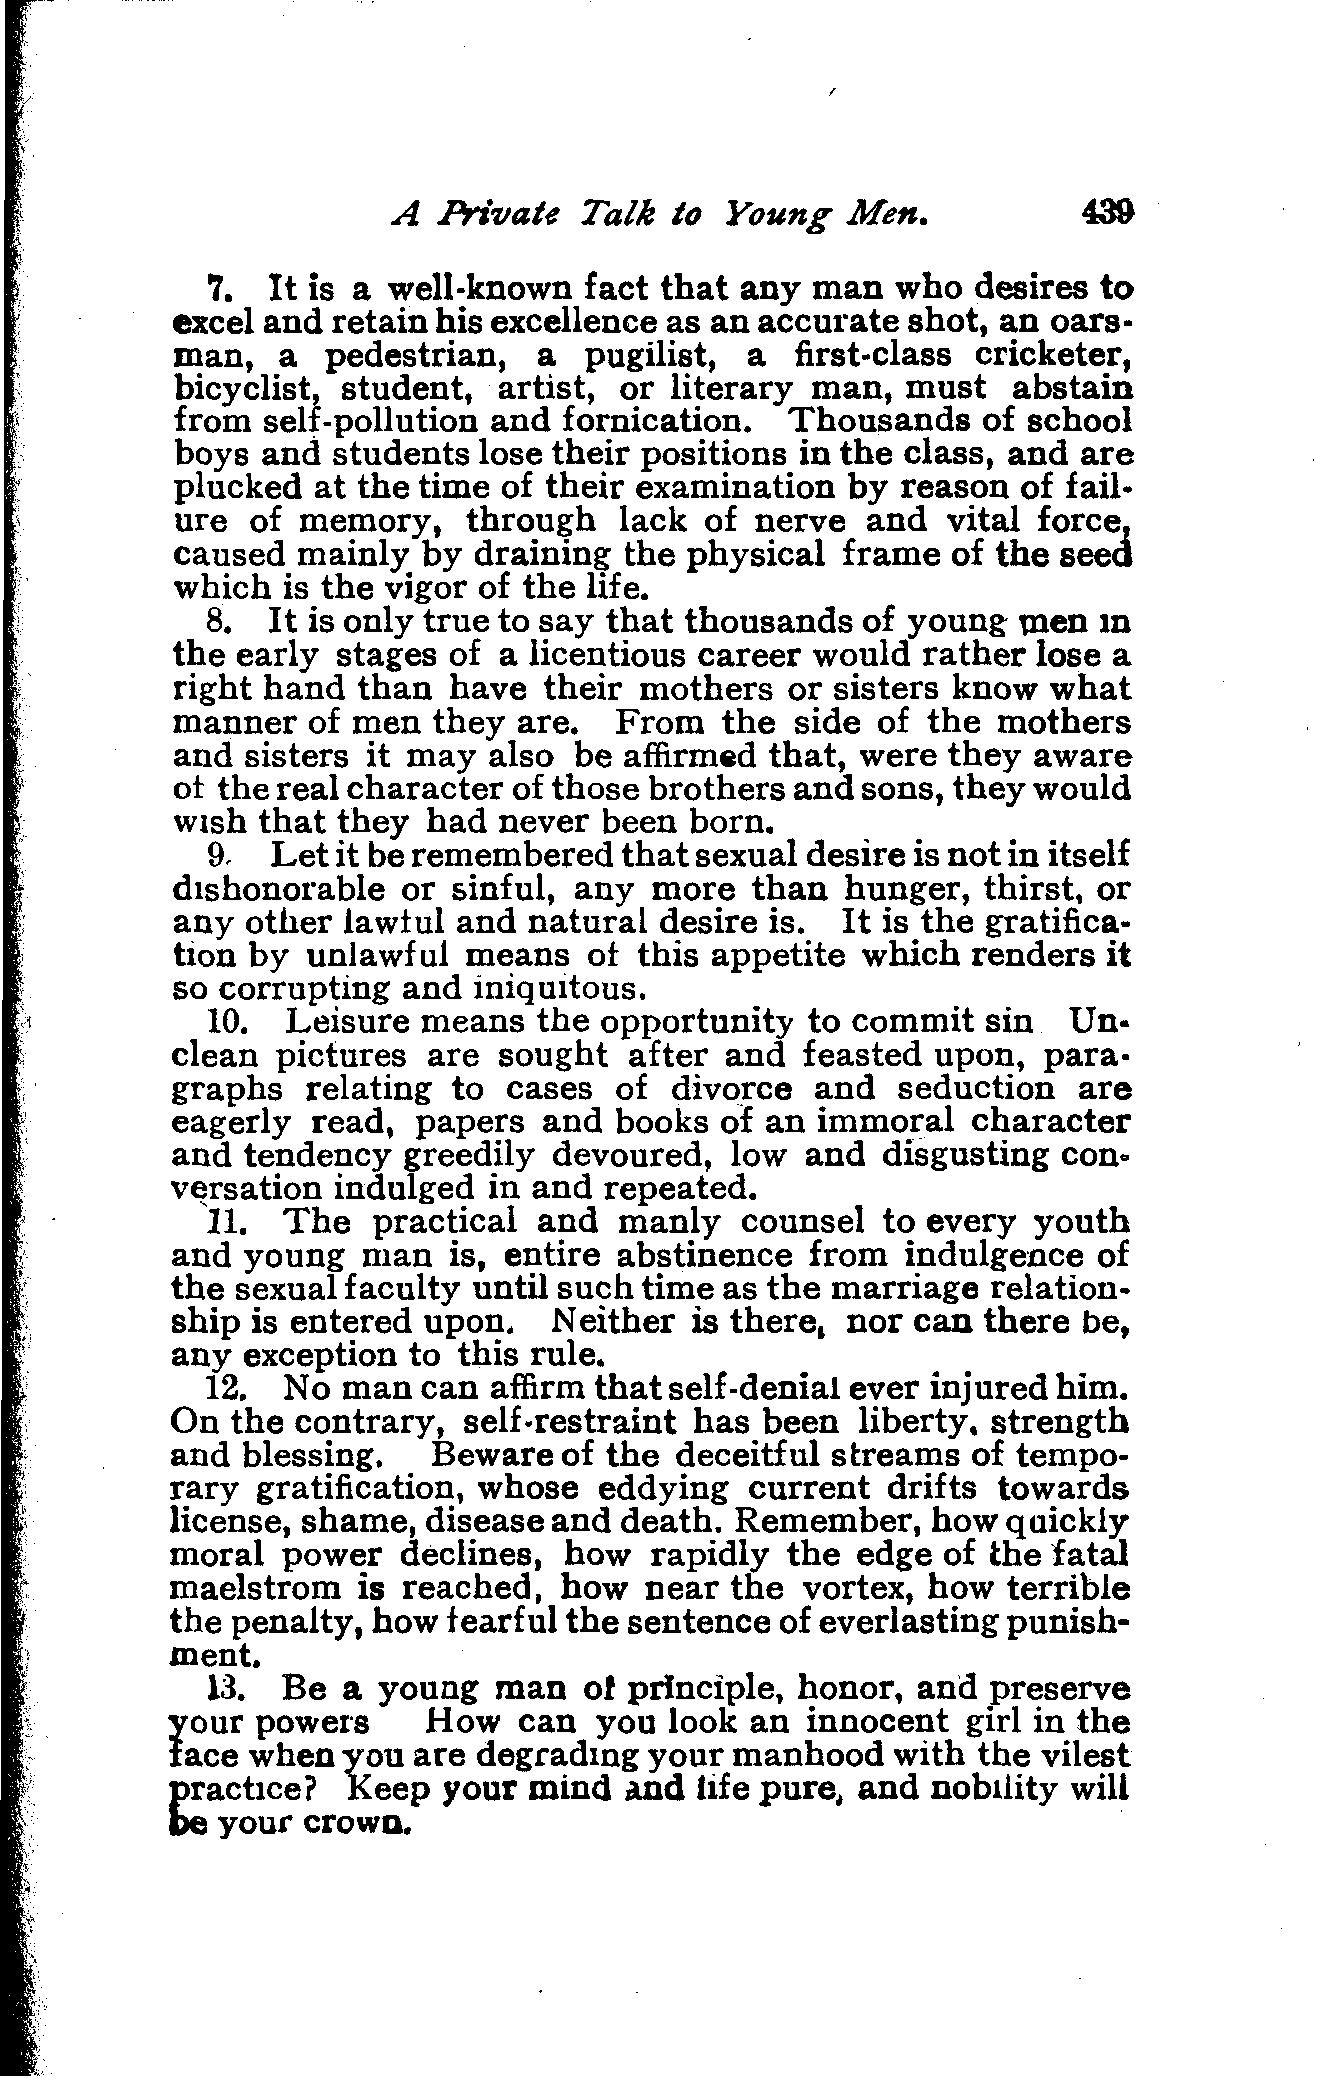 A Private Talk to Young Men. 439
7. It is a well-known fact that any man who desires to
excel and retain his excellence as an accurate shot, an oars-
man, a pedestrian, a pugilist, a first-class cricketer,
bicyclist, student, artist, or literary man, must abstain
from self-pollution and fornication. Thousands of school
boys and students lose their positions in the class, and are
plucked at the time of their examination by reason of fail-
ure of memory, through lack of nerve and vital force,
caused mainly by draining the physical frame of the seed
which is the vigor of the life.
8. It is only true to say that thousands of young men in
the early stages of a licentious career would rather lose a
right hand than have their mothers or sisters know what
manner of men they are. From the side of the mothers
and sisters it may also be affirmed that, were they aware
of the real character of those brothers and sons, they would
wish that they had never been born.
9. Let it be remembered that sexual desire is not in itself
dishonorable or sinful, any more than hunger, thirst, or
any other lawful and natural desire is. It is the gratifica-
tion by unlawful means of this appetite which renders it
so corrupting and iniquitous.
10. Leisure means the opportunity to commit sin Un-
clean pictures are sought after and feasted upon, para-
graphs relating to cases of divorce and seduction are
eagerly read, papers and books of an immoral character
and tendency greedily devoured, low and disgusting con-
versation indulged in and repeated.
11. The practical and manly counsel to every youth
and young man is, entire abstinence from indulgence of
the sexual faculty until such time as the marriage relation-
ship is entered upon. Neither is there, nor can there be,
any exception to this rule.
12. No man can affirm that self-denial ever injured him.
On the contrary, self-restraint has been liberty, strength
and blessing. Beware of the deceitful streams of tempo-
rary gratification, whose eddying current drifts towards
license, shame, disease and death. Remember, how quickly
moral power declines, how rapidly the edge of the fatal
maelstrom is reached, how near the vortex, how terrible
the penalty, how fearful the sentence of everlasting punish-
ment.
13. Be a young man of principle, honor, and preserve
your powers How can you look an innocent girl in the
face when you are degrading your manhood with the vilest
practice? Keep your mind and life pure, and nobility will
be your crown.